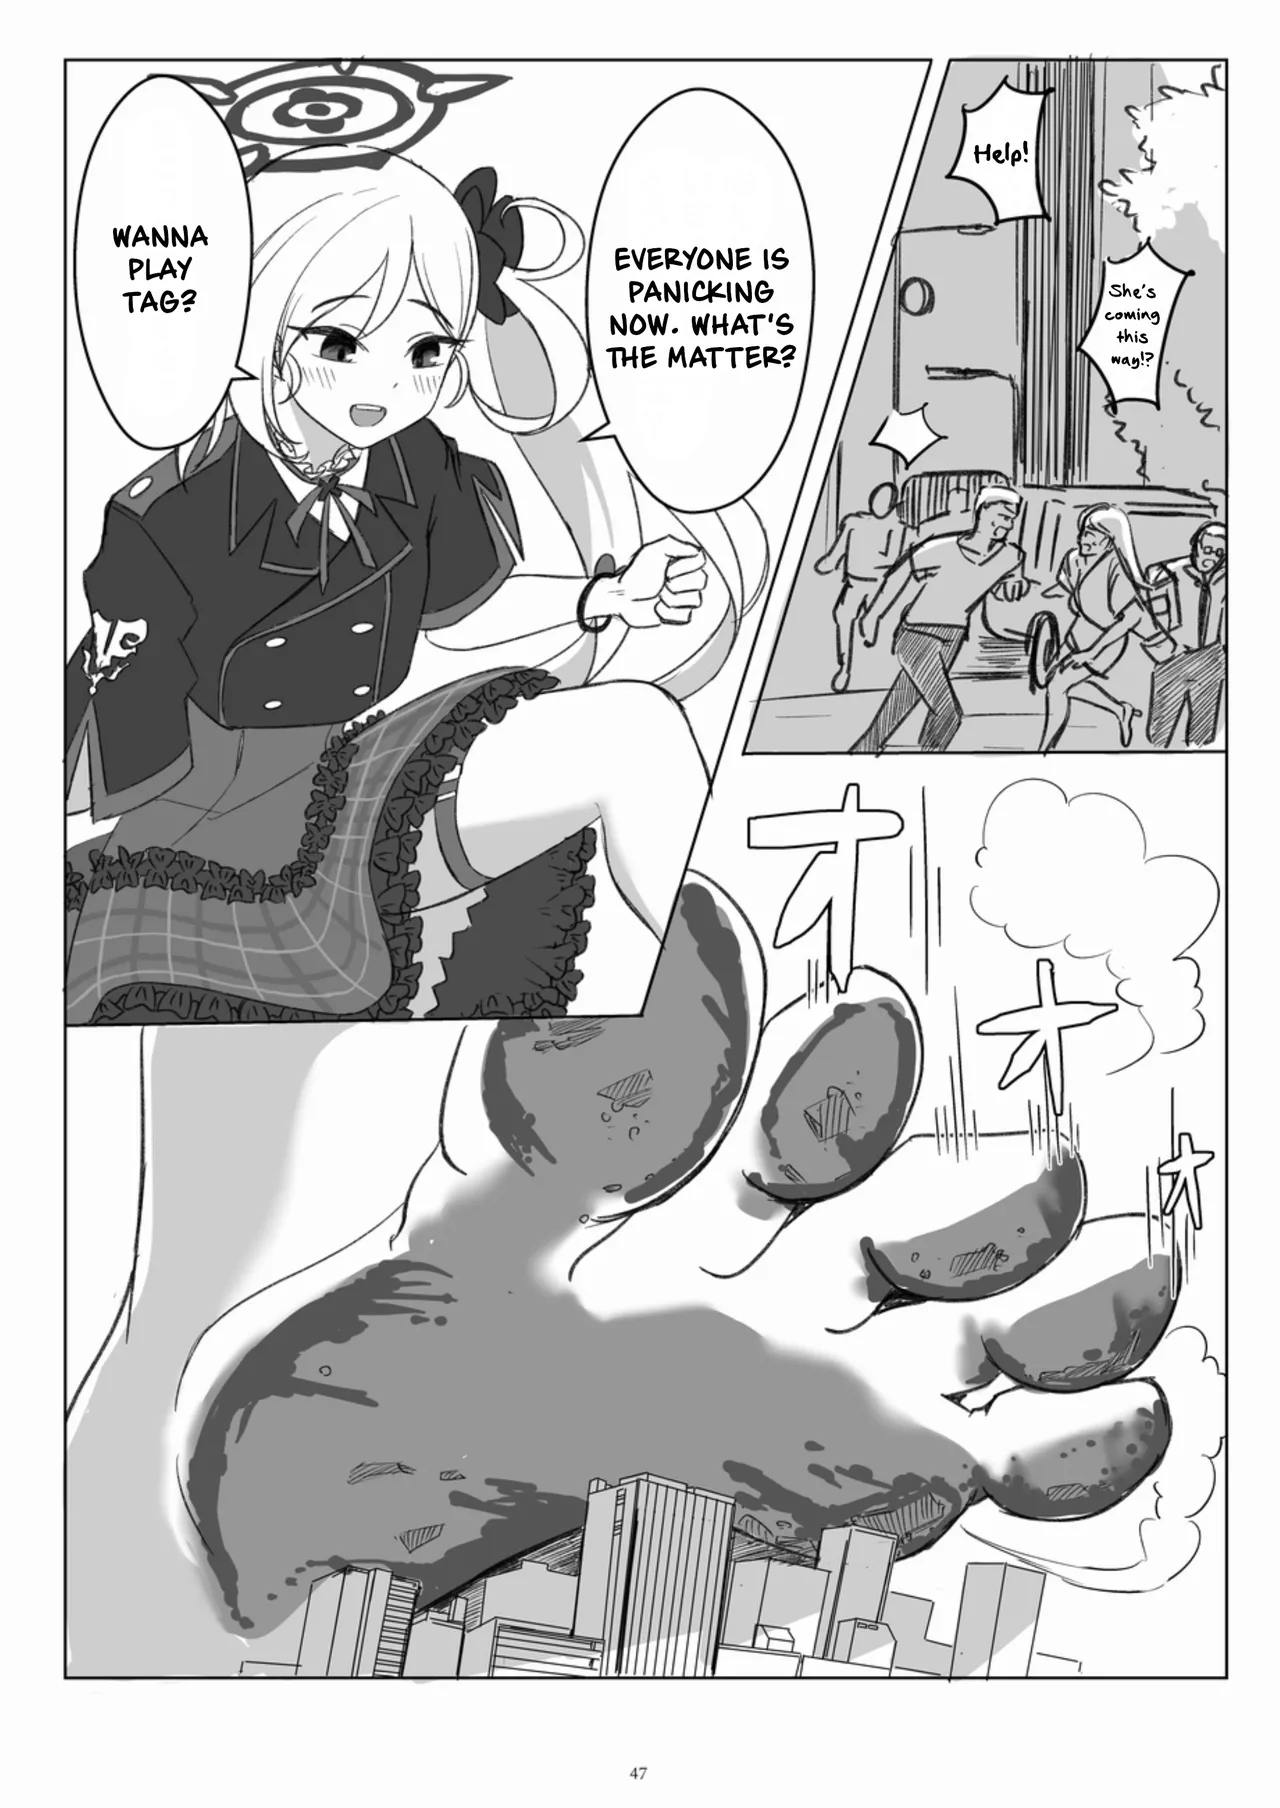 Help!
She's
coming
this
way!?
EVERYONE IS
PANICKING
NOW. WHAT'S
THE MATTER?
WANNA
PLAY
TAG?
オ
オ
オ
47